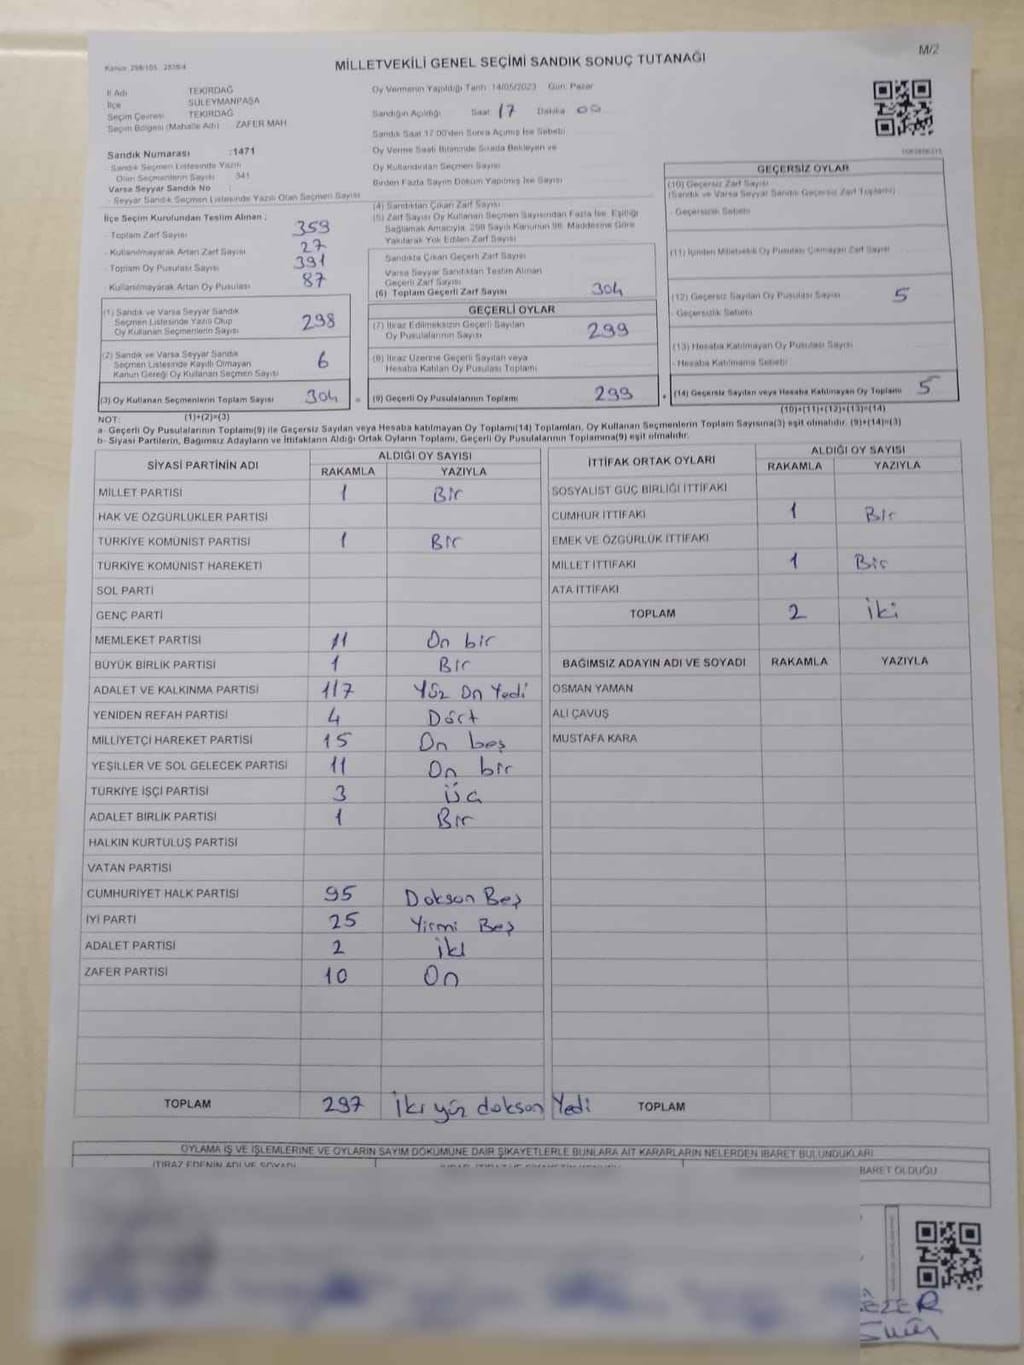 M/2
MİLLETVEKİLİ GENEL SEÇİMİ SANDIK SONUÇ TUTANAĞI
İl Adı TEKİRDAĞ
İlçe SÜLEYMANPAŞA
Seçim Çevresi TEKİRDAĞ
Seçim Bölgesi (Mahalle Adı) ZAFER MAH
Sandık Numarası :1471
Sandık Seçmen Listesinde Yazılı
Olan Seçmenlerin Sayısı 341
Varsa Seyyar Sandık No :
Seyyar Sandık Seçmen Listesinde Yazılı Olan Seçmen Sayısı
Oy Vermenin Yapıldığı Tarih: 14/05/2023 Gün: Pazar
Sandığın Açıldığı Saat 17 Dakika 09
Sandık Saat 17:00'den Sonra Açılmış İse Sebebi
Oy Verme Saati Bitiminde Sırada Bekleyen ve
Oy Kullandırılan Seçmen Sayısı
Birden Fazla Sayım Döküm Yapılmış İse Sayısı
İlçe Seçim Kurulundan Teslim Alınan ;
- Toplam Zarf Sayısı 359
- Kullanılmayarak Artan Zarf Sayısı 27
- Toplam Oy Pusulası Sayısı 391
- Kullanılmayarak Artan Oy Pusulası 87
(4) Sandıktan Çıkan Zarf Sayısı
(5) Zarf Sayısı Oy Kullanan Seçmen Sayısından Fazla İse, Eşitliği
Sağlamak Amacıyla, 298 Sayılı Kanunun 98. Maddesine Göre
Yakılarak Yok Edilen Zarf Sayısı
Sandıkta Çıkan Geçerli Zarf Sayısı
Varsa Seyyar Sandıktan Teslim Alınan
Geçerli Zarf Sayısı
(6) Toplam Geçerli Zarf Sayısı 304
GEÇERSİZ OYLAR
(10) Geçersiz Zarf Sayısı
(Sandık ve Varsa Seyyar Sandık Geçersiz Zarf Toplamı)
- Geçersizlik Sebebi
(11) İçinden Milletvekili Oy Pusulası Çıkmayan Zarf Sayısı
(12) Geçersiz Sayılan Oy Pusulası Sayısı 5
- Geçersizlik Sebebi
(13) Hesaba Katılmayan Oy Pusulası Sayısı
- Hesaba Katılmama Sebebi
(14) Geçersiz Sayılan veya Hesaba Katılmayan Oy Toplamı 5
(10)+(11)+(12)+(13)=(14)
(1) Sandık ve Varsa Seyyar Sandık
Seçmen Listesinde Yazılı Olup
Oy Kullanan Seçmenlerin Sayısı 298
(2) Sandık ve Varsa Seyyar Sandık
Seçmen Listesinde Kayıtlı Olmayan
Kanun Gereği Oy Kullanan Seçmen Sayısı 6
(3) Oy Kullanan Seçmenlerin Toplam Sayısı 304
(1)+(2)=(3)
GEÇERLİ OYLAR
(7) İtiraz Edilmeksizin Geçerli Sayılan
Oy Pusulalarının Sayısı 299
(8) İtiraz Üzerine Geçerli Sayılan veya
Hesaba Katılan Oy Pusulası Toplamı
(9) Geçerli Oy Pusulalarının Toplamı 299
NOT:
a- Geçerli Oy Pusulalarının Toplamı(9) ile Geçersiz Sayılan veya Hesaba katılmayan Oy Toplamı(14) Toplamları, Oy Kullanan Seçmenlerin Toplam Sayısına(3) eşit olmalıdır. (9)+(14)=(3)
b- Siyasi Partilerin, Bağımsız Adayların ve İttifakların Aldığı Ortak Oyların Toplamı, Geçerli Oy Pusulalarının Toplamına(9) eşit olmalıdır.
SİYASİ PARTİNİN ADI ALDIĞI OY SAYISI
RAKAMLA YAZIYLA
MİLLET PARTİSİ 1 Bir
HAK VE ÖZGÜRLÜKLER PARTİSİ
TÜRKİYE KOMÜNİST PARTİSİ 1 Bir
TÜRKİYE KOMÜNİST HAREKETİ
SOL PARTİ
GENÇ PARTİ
MEMLEKET PARTİSİ 11 On bir
BÜYÜK BİRLİK PARTİSİ 1 Bir
ADALET VE KALKINMA PARTİSİ 117 Yüz On Yedi
YENİDEN REFAH PARTİSİ 4 Dört
MİLLİYETÇİ HAREKET PARTİSİ 15 On beş
YEŞİLLER VE SOL GELECEK PARTİSİ 11 On bir
TÜRKİYE İŞÇİ PARTİSİ 3 Üç
ADALET BİRLİK PARTİSİ 1 Bir
HALKIN KURTULUŞ PARTİSİ
VATAN PARTİSİ
CUMHURİYET HALK PARTİSİ 95 Doksan Beş
İYİ PARTİ 25 Yirmi Beş
ADALET PARTİSİ 2 İki
ZAFER PARTİSİ 10 On
TOPLAM 297 İki yüz doksan Yedi
İTTİFAK ORTAK OYLARI ALDIĞI OY SAYISI
RAKAMLA YAZIYLA
SOSYALİST GÜÇ BİRLİĞİ İTTİFAKI
CUMHUR İTTİFAKI 1 Bir
EMEK VE ÖZGÜRLÜK İTTİFAKI
MİLLET İTTİFAKI 1 Bir
ATA İTTİFAKI
TOPLAM 2 İki
BAĞIMSIZ ADAYIN ADI VE SOYADI RAKAMLA YAZIYLA
OSMAN YAMAN
ALİ ÇAVUŞ
MUSTAFA KARA
TOPLAM
OYLAMA İŞ VE İŞLEMLERİNE VE OYLARIN SAYIM DÖKÜMÜNE DAİR ŞİKAYETLERLE BUNLARA AİT KARARLARIN NELERDEN İBARET BULUNDUKLARI
İTİRAZ EDENİN ADI VE SOYADI
BARET OLDUĞU